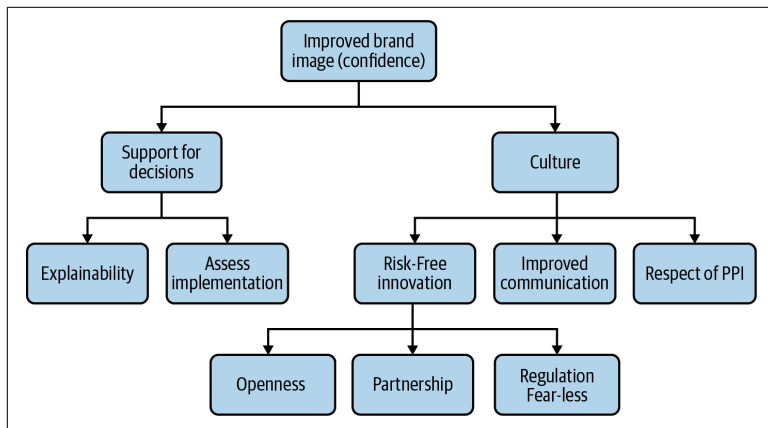 Improved brand
image (confidence)
Support for
decisions
Culture
Explainability
Assess
implementation
Risk-Free
innovation
Improved
communication
Respect of PPI
Openness
Partnership
Regulation
Fear-less